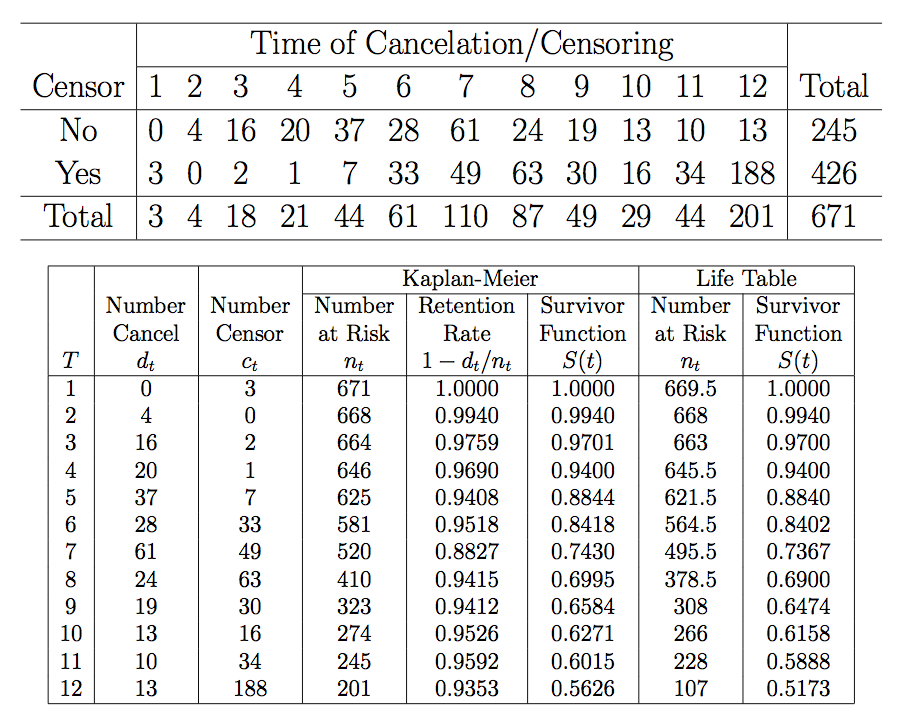 Time of Cancelation/Censoring
Censor 1 2 3 4 5 6 7 8 9 10 11 12 Total
No 0 4 16 20 37 28 61 24 19 13 10 13 245
Yes 3 0 2 1 7 33 49 63 30 16 34 188 426
Total 3 4 18 21 44 61 110 87 49 29 44 201 671
Kaplan-Meier Life Table
Number Number Number Retention Survivor Number Survivor
Cancel Censor at Risk Rate Function at Risk Function
T d_t c_t n_t 1 − d_t/n_t S(t) n_t S(t)
1 0 3 671 1.0000 1.0000 669.5 1.0000
2 4 0 668 0.9940 0.9940 668 0.9940
3 16 2 664 0.9759 0.9701 663 0.9700
4 20 1 646 0.9690 0.9400 645.5 0.9400
5 37 7 625 0.9408 0.8844 621.5 0.8840
6 28 33 581 0.9518 0.8418 564.5 0.8402
7 61 49 520 0.8827 0.7430 495.5 0.7367
8 24 63 410 0.9415 0.6995 378.5 0.6900
9 19 30 323 0.9412 0.6584 308 0.6474
10 13 16 274 0.9526 0.6271 266 0.6158
11 10 34 245 0.9592 0.6015 228 0.5888
12 13 188 201 0.9353 0.5626 107 0.5173